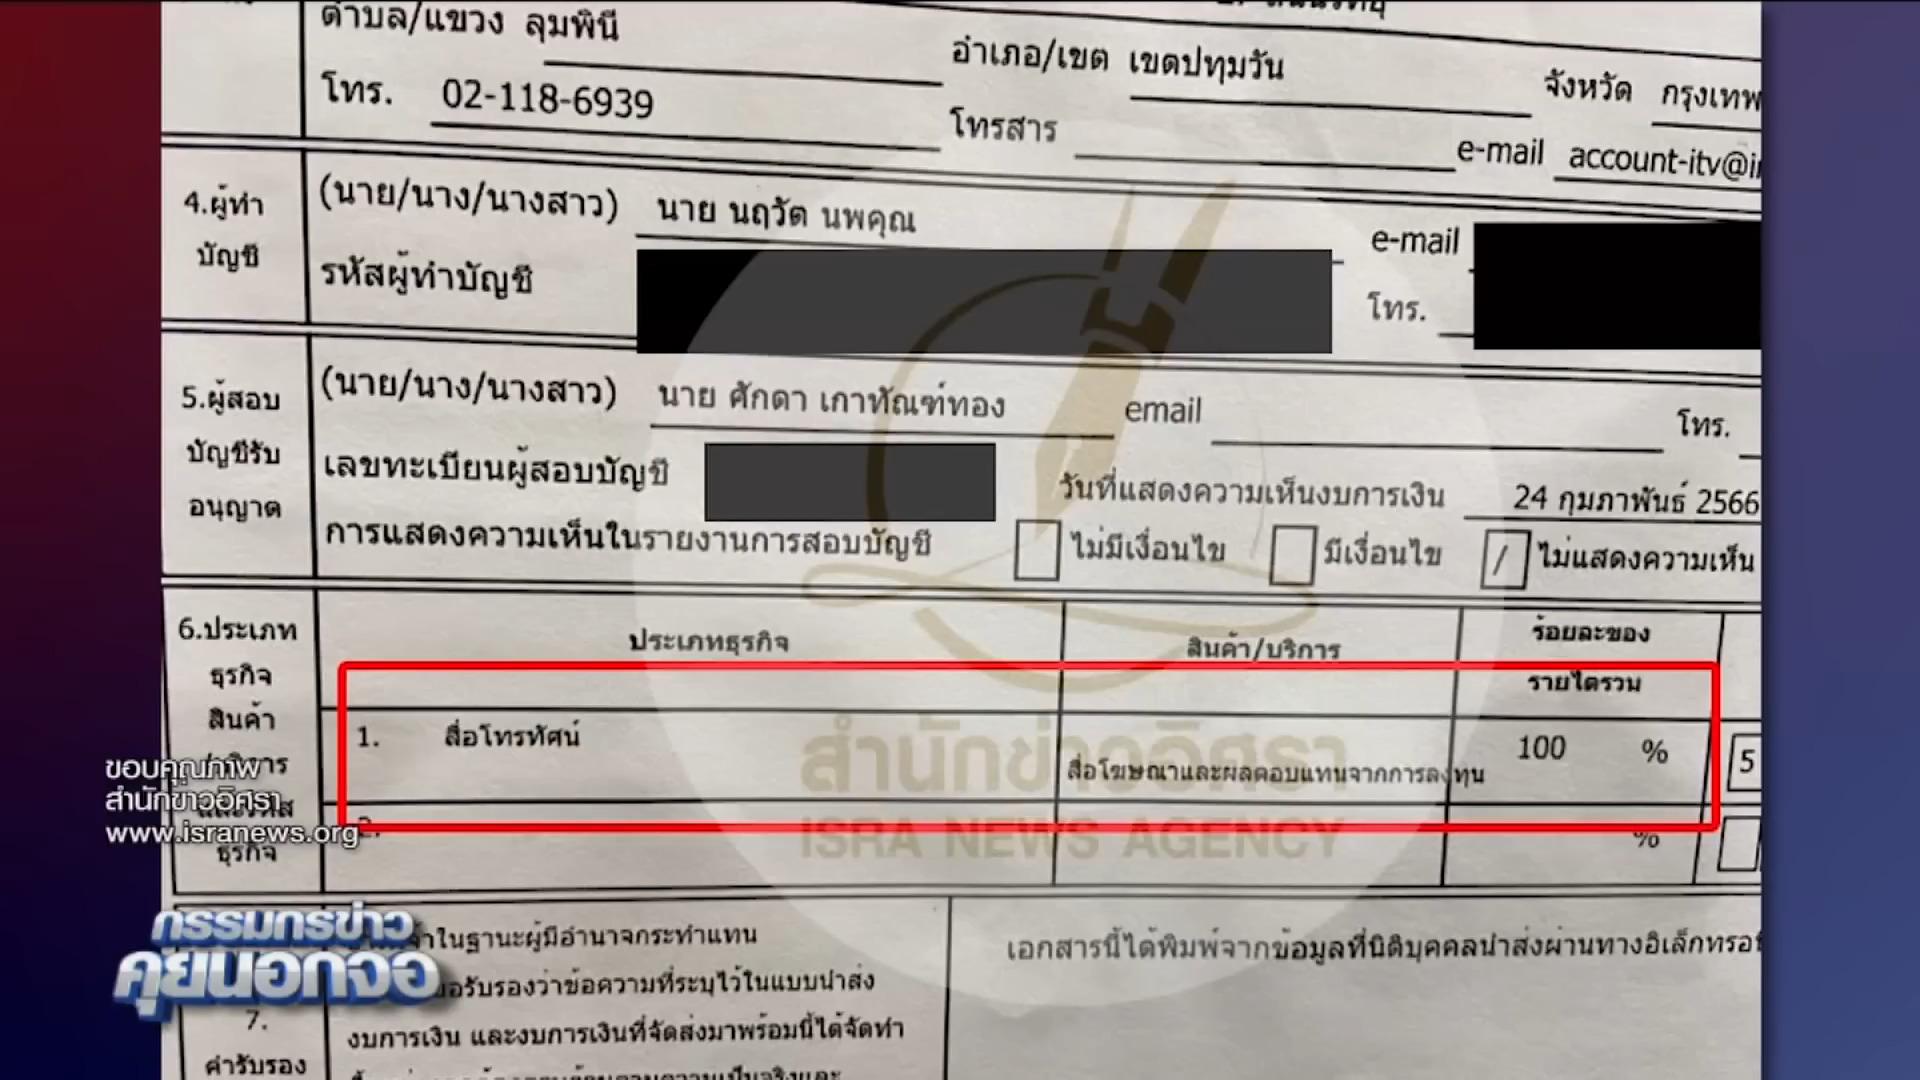 ตำบล/แขวง ลุมพินี
อำเภอ/เขต เขตปทุมวัน
จังหวัด กรุงเทพ
โทร. 02-118-6939
โทรสาร
e-mail account-itv@i
4.ผู้ทำ
บัญชี
(นาย/นาง/นางสาว) นาย นฤวัต นพคุณ
e-mail
รหัสผู้ทำบัญชี
โทร.
5.ผู้สอบ
บัญชีรับ
อนุญาต
(นาย/นาง/นางสาว) นาย ศักดา เกาทัณฑ์ทอง
email
โทร.
เลขทะเบียนผู้สอบบัญชี
วันที่แสดงความเห็นงบการเงิน 24 กุมภาพันธ์ 2566
การแสดงความเห็นในรายงานการสอบบัญชี
ไม่มีเงื่อนไข
มีเงื่อนไข
/ ไม่แสดงความเห็น
6.ประเภท
ธุรกิจ
สินค้า
ธุรกิจ
ประเภทธุรกิจ
สินค้า/บริการ
ร้อยละของ
รายได้รวม
1. สื่อโทรทัศน์
สื่อโฆษณาและผลตอบแทนจากการลงทุน
100 %
5
2.
%
สำนักข่าวอิศรา
ISRA NEWS AGENCY
ขอบคุณภาพ
สำนักข่าวอิศรา
www.isranews.org
กรรมกรข่าว
คุยนอกจอ
7.
คำรับรอง
ในฐานะผู้มีอำนาจกระทำแทน
ขอรับรองว่าข้อความที่ระบุไว้ในแบบนำส่ง
งบการเงิน และงบการเงินที่จัดส่งมาพร้อมนี้ได้จัดทำ
เอกสารนี้ได้พิมพ์จากข้อมูลที่นิติบุคคลนำส่งผ่านทางอิเล็กทรอ